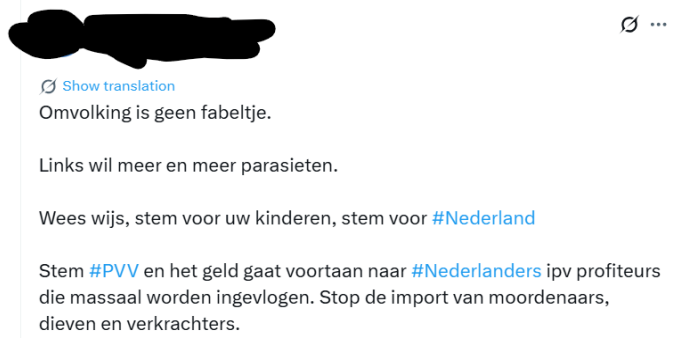 Show translation
Omvolking is geen fabeltje.
Links wil meer en meer parasieten.
Wees wijs, stem voor uw kinderen, stem voor #Nederland
Stem #PVV en het geld gaat voortaan naar #Nederlanders ipv profiteurs
die massaal worden ingevlogen. Stop de import van moordenaars,
dieven en verkrachters.